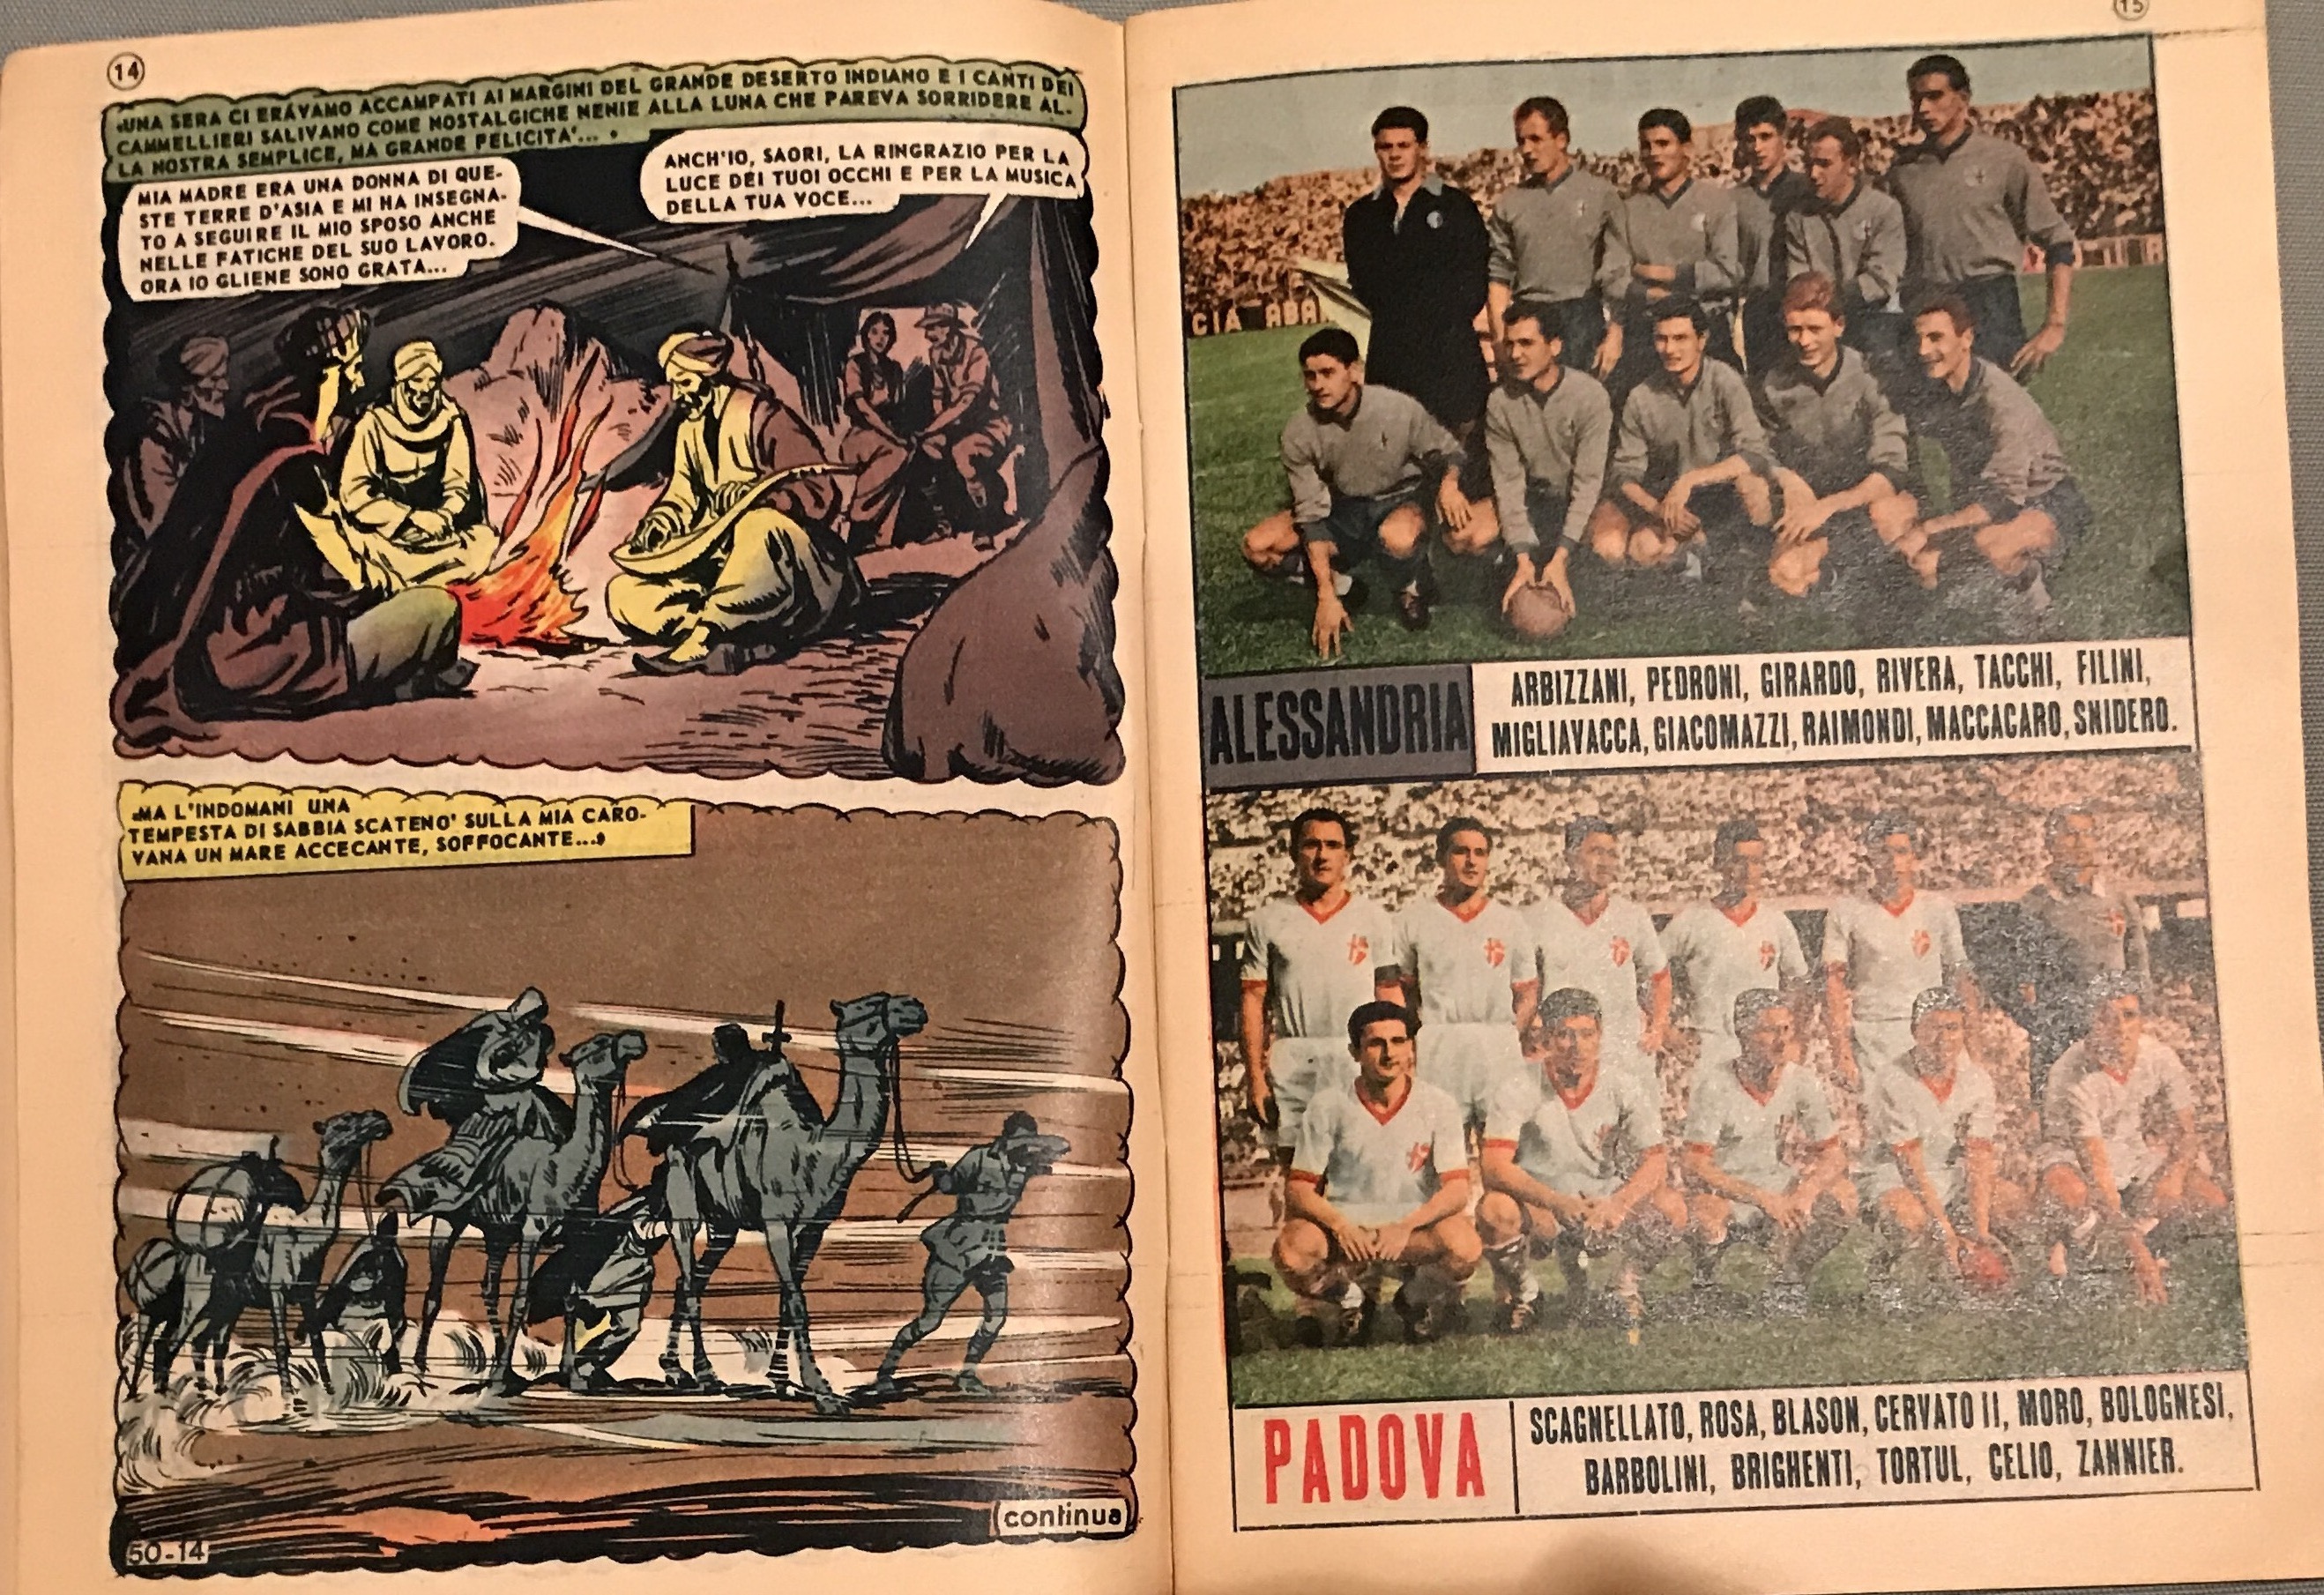 14
«UNA SERA CI ERÁVAMO ACCAMPATI AI MARGINI DEL GRANDE DESERTO INDIANO E I CANTI DEI
CAMMELLIERI SALIVANO COME NOSTALGICHE NENIE ALLA LUNA CHE PAREVA SORRIDERE AL-
LA NOSTRA SEMPLICE, MA GRANDE FELICITA'... »
MIA MADRE ERA UNA DONNA DI QUE-
STE TERRE D'ASIA E MI HA INSEGNA-
TO A SEGUIRE IL MIO SPOSO ANCHE
NELLE FATICHE DEL SUO LAVORO.
ORA IO GLIENE SONO GRATA...
ANCH'IO, SAORI, LA RINGRAZIO PER LA
LUCE DEI TUOI OCCHI E PER LA MUSICA
DELLA TUA VOCE...
«MA L'INDOMANI UNA
TEMPESTA DI SABBIA SCATENO' SULLA MIA CARO-
VANA UN MARE ACCECANTE, SOFFOCANTE...»
(continua)
50-14
15
ALESSANDRIA
ARBIZZANI, PEDRONI, GIRARDO, RIVERA, TACCHI, FILINI,
MIGLIAVACCA, GIACOMAZZI, RAIMONDI, MACCACARO, SNIDERO.
PADOVA
SCAGNELLATO, ROSA, BLASON, CERVATO II, MORO, BOLOGNESI,
BARBOLINI, BRIGHENTI, TORTUL, CELIO, ZANNIER.